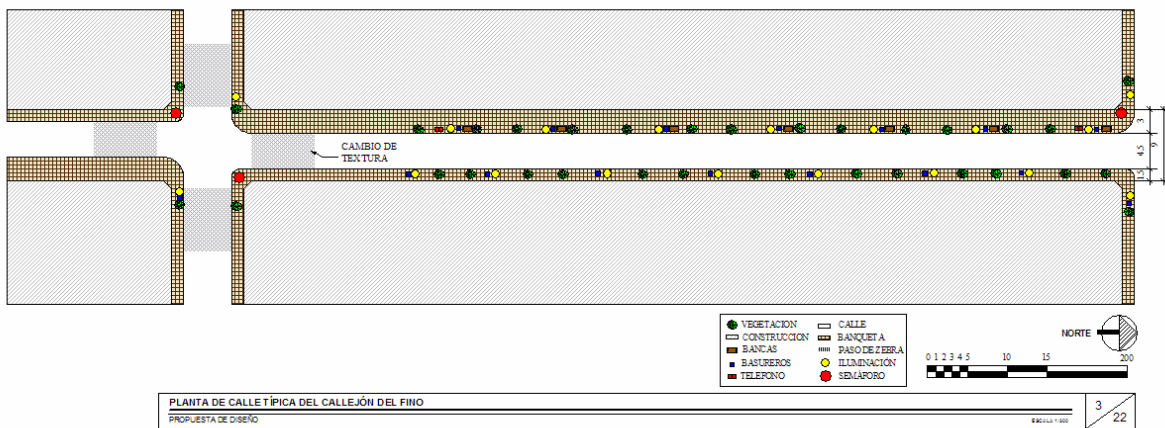 CAMBIO DE
TEXTURA
3
4.5
9
1.5
VEGETACION
CALLE
CONSTRUCCION
BANQUETA
BANCAS
PASO DE ZEBRA
BASUREROS
ILUMINACIÓN
TELEFONO
SEMÁFORO
NORTE
0 1 2 3 4 5 10 15 200
PLANTA DE CALLE TÍPICA DEL CALLEJÓN DEL FINO
PROPUESTA DE DISEÑO
3
22